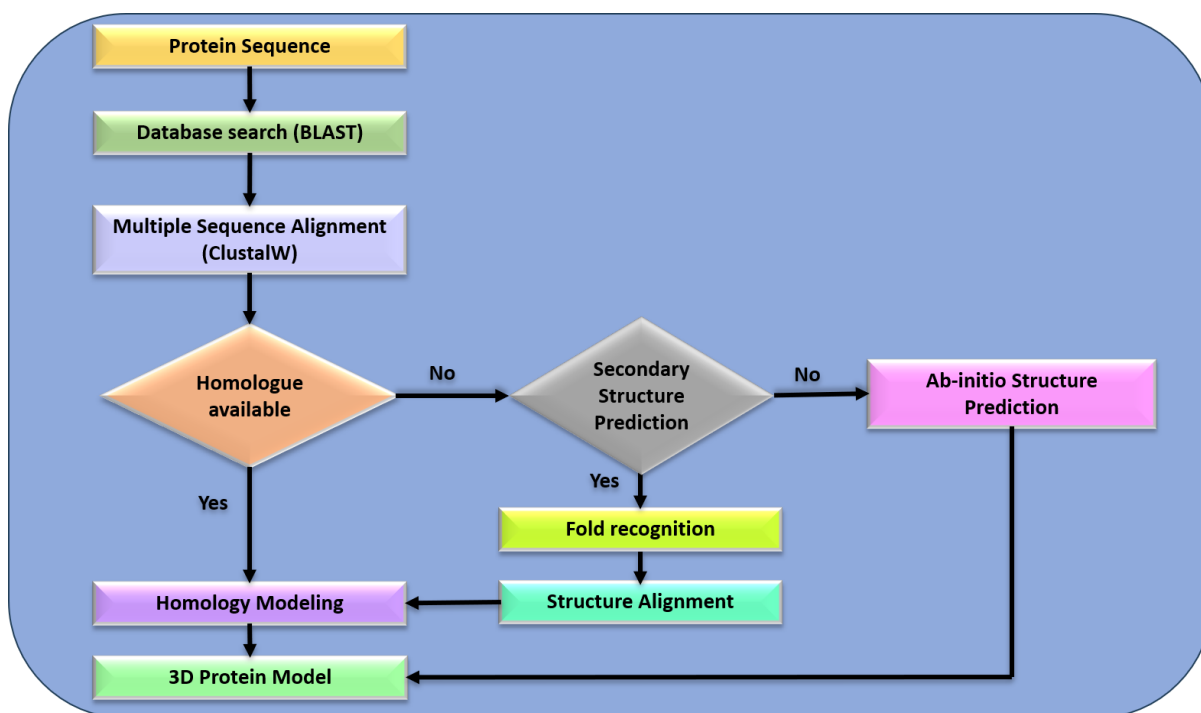 Protein Sequence
Database search (BLAST)
Multiple Sequence Alignment
(ClustalW)
Homologue
available
No
Secondary
Structure
Prediction
No
Ab-initio Structure
Prediction
Yes
Yes
Fold recognition
Homology Modeling
Structure Alignment
3D Protein Model